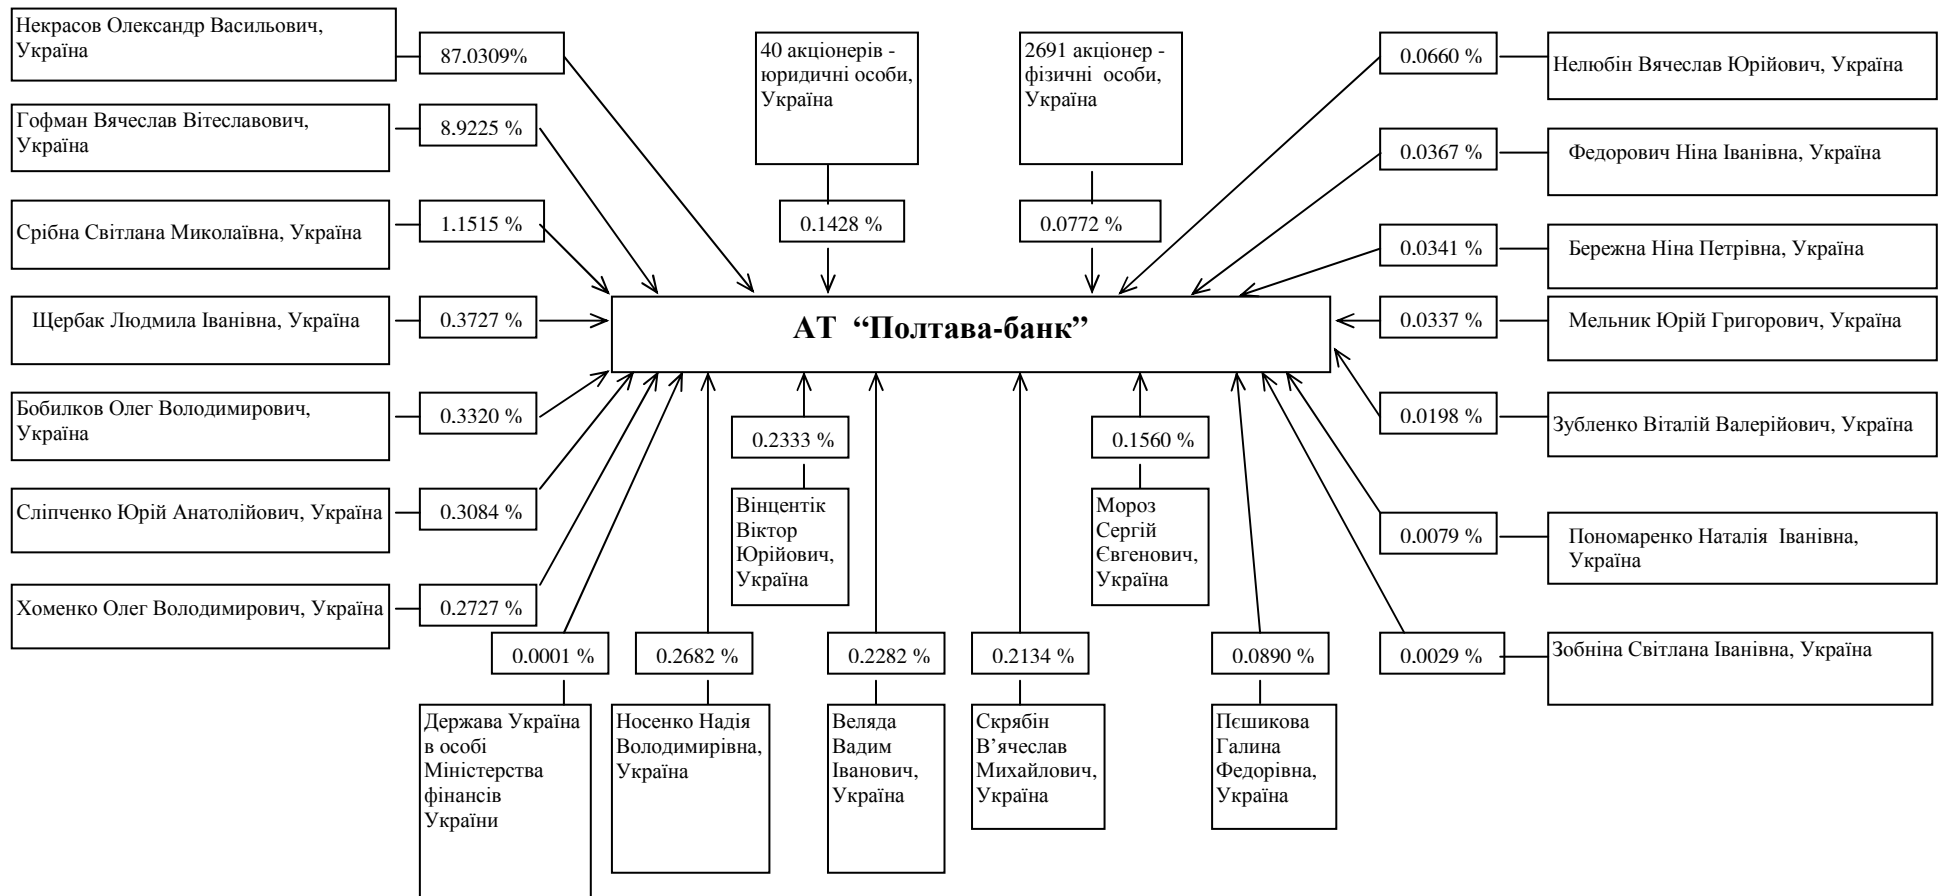 Некрасов Олександр Васильович,
Україна
87.0309%
40 акціонерів -
юридичні особи,
Україна
2691 акціонер -
фізичні особи,
Україна
0.0660 %
Нелюбін Вячеслав Юрійович, Україна
Гофман Вячеслав Вітеславович,
Україна
8.9225 %
0.0367 %
Федорович Ніна Іванівна, Україна
Срібна Світлана Миколаївна, Україна
1.1515 %
0.1428 %
0.0772 %
0.0341 %
Бережна Ніна Петрівна, Україна
Щербак Людмила Іванівна, Україна
0.3727 %
АТ “Полтава-банк”
0.0337 %
Мельник Юрій Григорович, Україна
Бобилков Олег Володимирович,
Україна
0.3320 %
0.2333 %
0.1560 %
0.0198 %
Зубленко Віталій Валерійович, Україна
Сліпченко Юрій Анатолійович, Україна
0.3084 %
Вінцентік
Віктор
Юрійович,
Україна
Мороз
Сергій
Євгенович,
Україна
0.0079 %
Пономаренко Наталія Іванівна,
Україна
Хоменко Олег Володимирович, Україна
0.2727 %
0.0001 %
0.2682 %
0.2282 %
0.2134 %
0.0890 %
0.0029 %
Зобніна Світлана Іванівна, Україна
Держава Україна
в особі
Міністерства
фінансів
України
Носенко Надія
Володимирівна,
Україна
Веляда
Вадим
Іванович,
Україна
Скрябін
В’ячеслав
Михайлович,
Україна
Пєшикова
Галина
Федорівна,
Україна